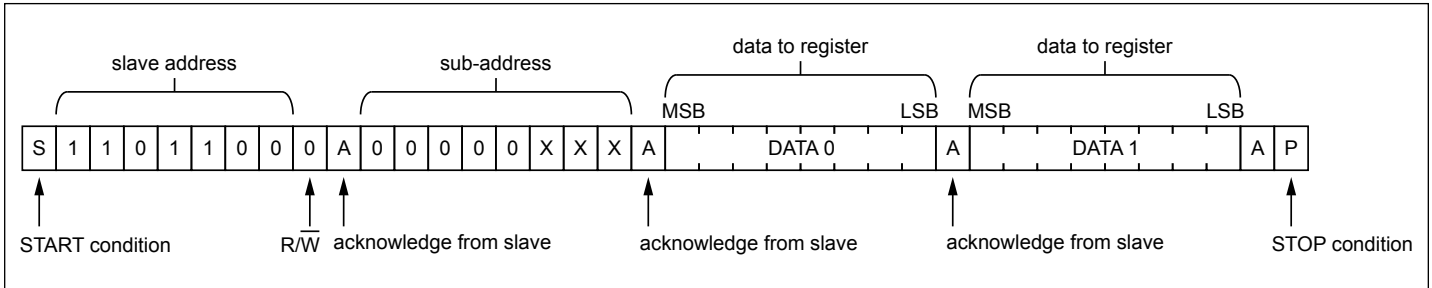 data to register data to register
slave address sub-address
MSB LSB MSB LSB
S 1 1 0 1 1 0 0 0 A 0 0 0 0 0 X X X A DATA 0 A DATA 1 A P
START condition R/W̅ acknowledge from slave acknowledge from slave acknowledge from slave STOP condition